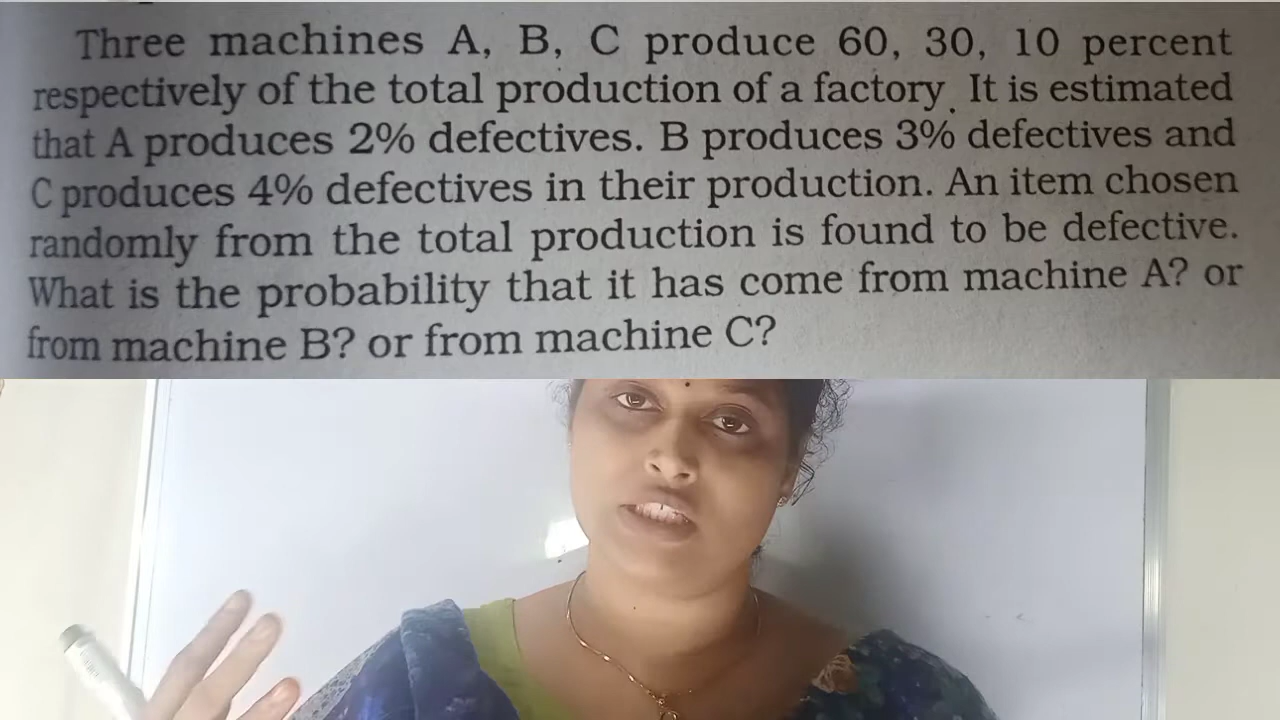 Three machines A, B, C produce 60, 30, 10 percent
respectively of the total production of a factory. It is estimated
that A produces 2% defectives. B produces 3% defectives and
C produces 4% defectives in their production. An item chosen
randomly from the total production is found to be defective.
What is the probability that it has come from machine A? or
from machine B? or from machine C?